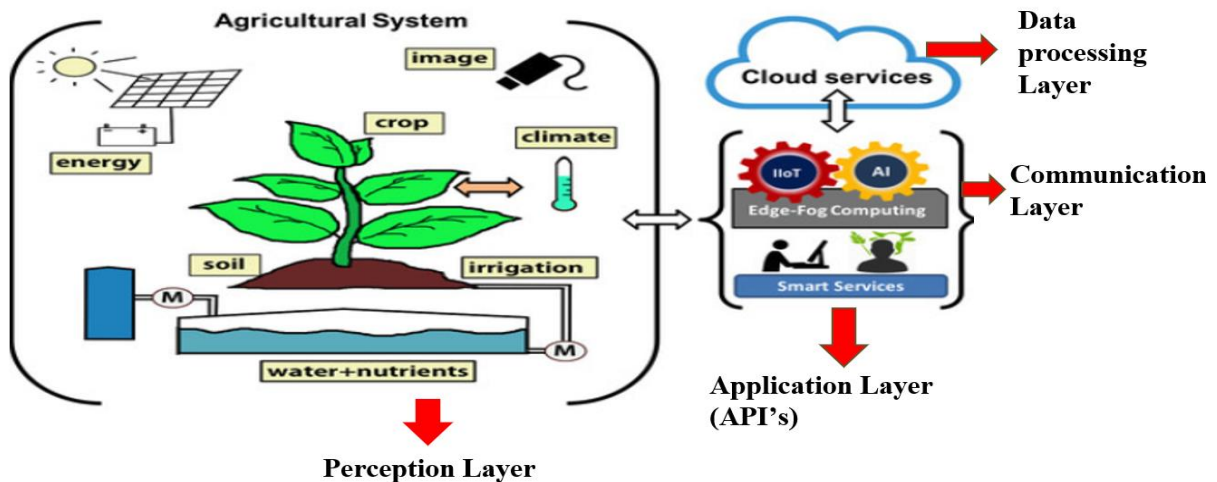 Agricultural System
image
crop
climate
energy
soil
irrigation
M
M
water+nutrients
Perception Layer
Cloud services
Data
processing
Layer
IIoT
AI
Edge-Fog Computing
Communication
Layer
Smart Services
Application Layer
(API’s)